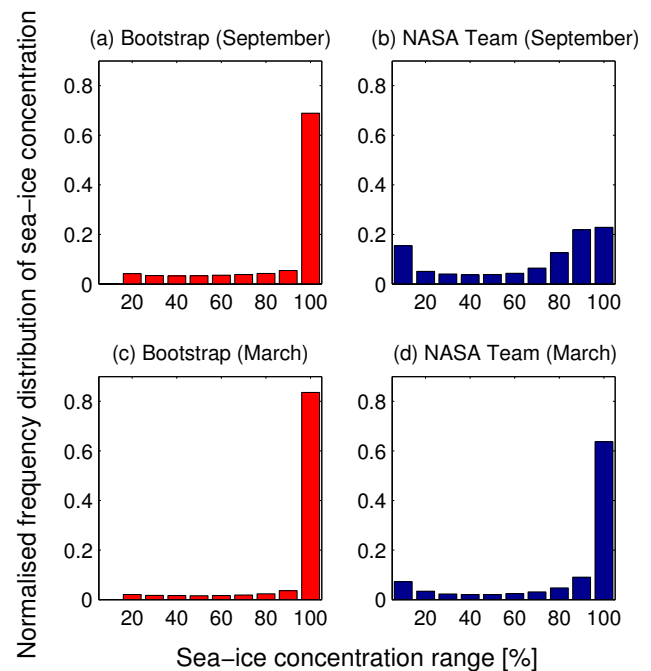 Normalised frequency distribution of sea-ice concentration
(a) Bootstrap (September)
0.8
0.6
0.4
0.2
0
20 40 60 80 100
(b) NASA Team (September)
0.8
0.6
0.4
0.2
0
20 40 60 80 100
(c) Bootstrap (March)
0.8
0.6
0.4
0.2
0
20 40 60 80 100
(d) NASA Team (March)
0.8
0.6
0.4
0.2
0
20 40 60 80 100
Sea-ice concentration range [%]